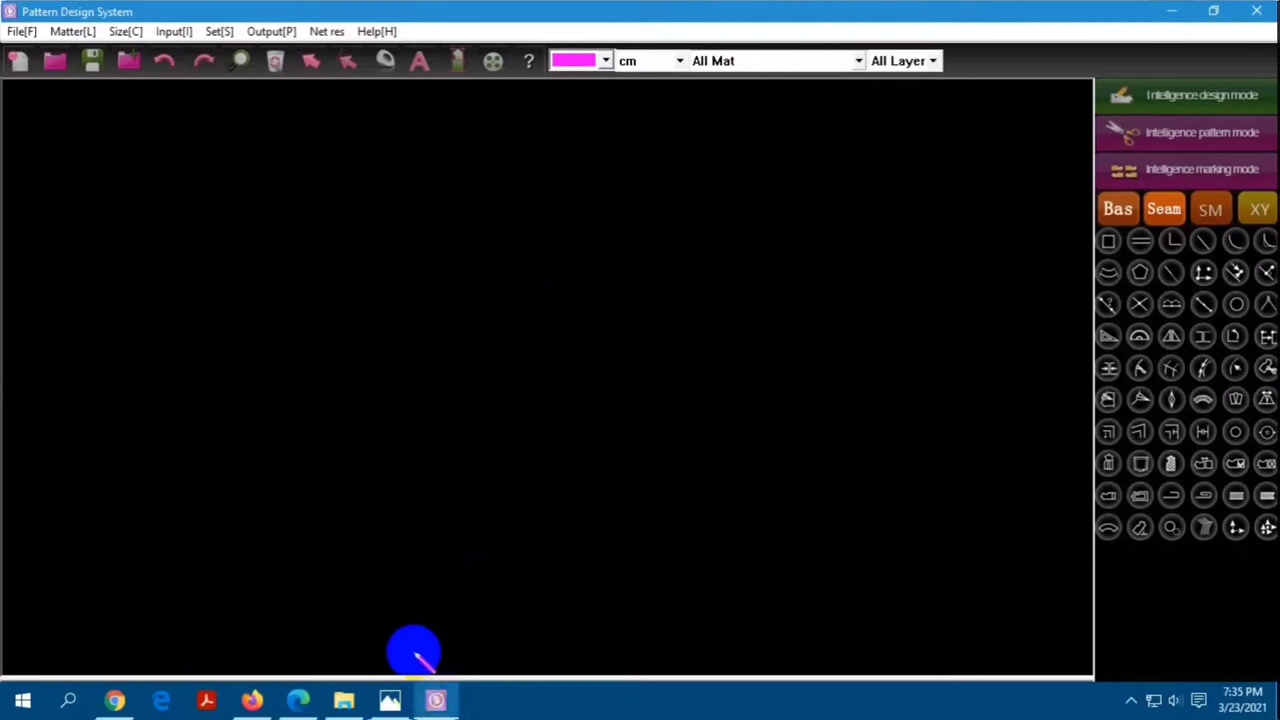 Pattern Design System
File[F] Matter[L] Size[C] Input[I] Set[S] Output[P] Net res Help[H]
A ? cm All Mat All Layer
Intelligence design mode
Intelligence pattern mode
Intelligence marking mode
Bas Seam SM XY
7:35 PM
3/23/2021